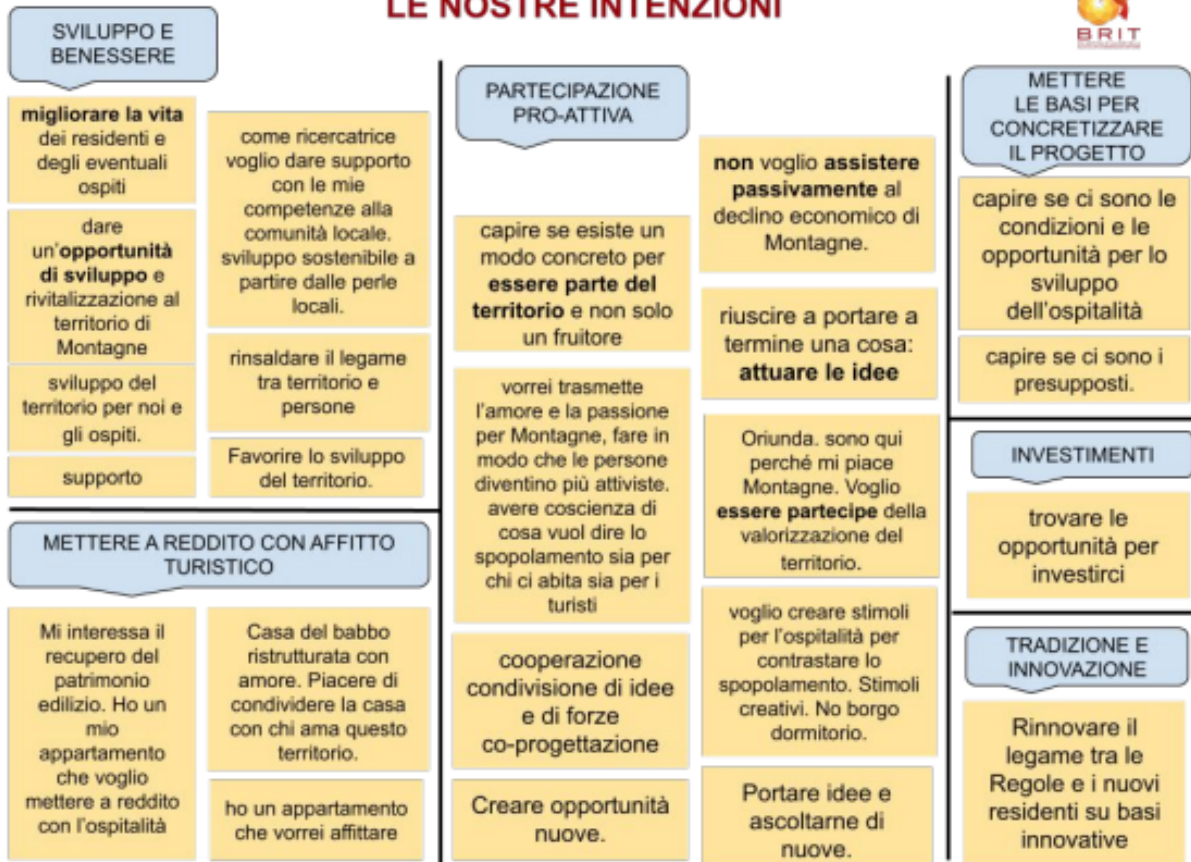 LE NOSTRE INTENZIONI
BRIT
SVILUPPO E
BENESSERE
migliorare la vita
dei residenti e
degli eventuali
ospiti
dare
un'opportunità
di sviluppo e
rivitalizzazione al
territorio di
Montagne
sviluppo del
territorio per noi e
gli ospiti.
supporto
come ricercatrice
voglio dare supporto
con le mie
competenze alla
comunità locale.
sviluppo sostenibile a
partire dalle perle
locali.
rinsaldare il legame
tra territorio e
persone
Favorire lo sviluppo
del territorio.
METTERE A REDDITO CON AFFITTO
TURISTICO
Mi interessa il
recupero del
patrimonio
edilizio. Ho un
mio
appartamento
che voglio
mettere a reddito
con l'ospitalità
Casa del babbo
ristrutturata con
amore. Piacere di
condividere la casa
con chi ama questo
territorio.
ho un appartamento
che vorrei affittare
PARTECIPAZIONE
PRO-ATTIVA
capire se esiste un
modo concreto per
essere parte del
territorio e non solo
un fruitore
vorrei trasmette
l'amore e la passione
per Montagne, fare in
modo che le persone
diventino più attiviste.
avere coscienza di
cosa vuol dire lo
spopolamento sia per
chi ci abita sia per i
turisti
cooperazione
condivisione di idee
e di forze
co-progettazione
Creare opportunità
nuove.
non voglio assistere
passivamente al
declino economico di
Montagne.
riuscire a portare a
termine una cosa:
attuare le idee
Oriunda. sono qui
perché mi piace
Montagne. Voglio
essere partecipe della
valorizzazione del
territorio.
voglio creare stimoli
per l'ospitalità per
contrastare lo
spopolamento. Stimoli
creativi. No borgo
dormitorio.
Portare idee e
ascoltarne di
nuove.
METTERE
LE BASI PER
CONCRETIZZARE
IL PROGETTO
capire se ci sono le
condizioni e le
opportunità per lo
sviluppo
dell'ospitalità
capire se ci sono i
presupposti.
INVESTIMENTI
trovare le
opportunità per
investirci
TRADIZIONE E
INNOVAZIONE
Rinnovare il
legame tra le
Regole e i nuovi
residenti su basi
innovative